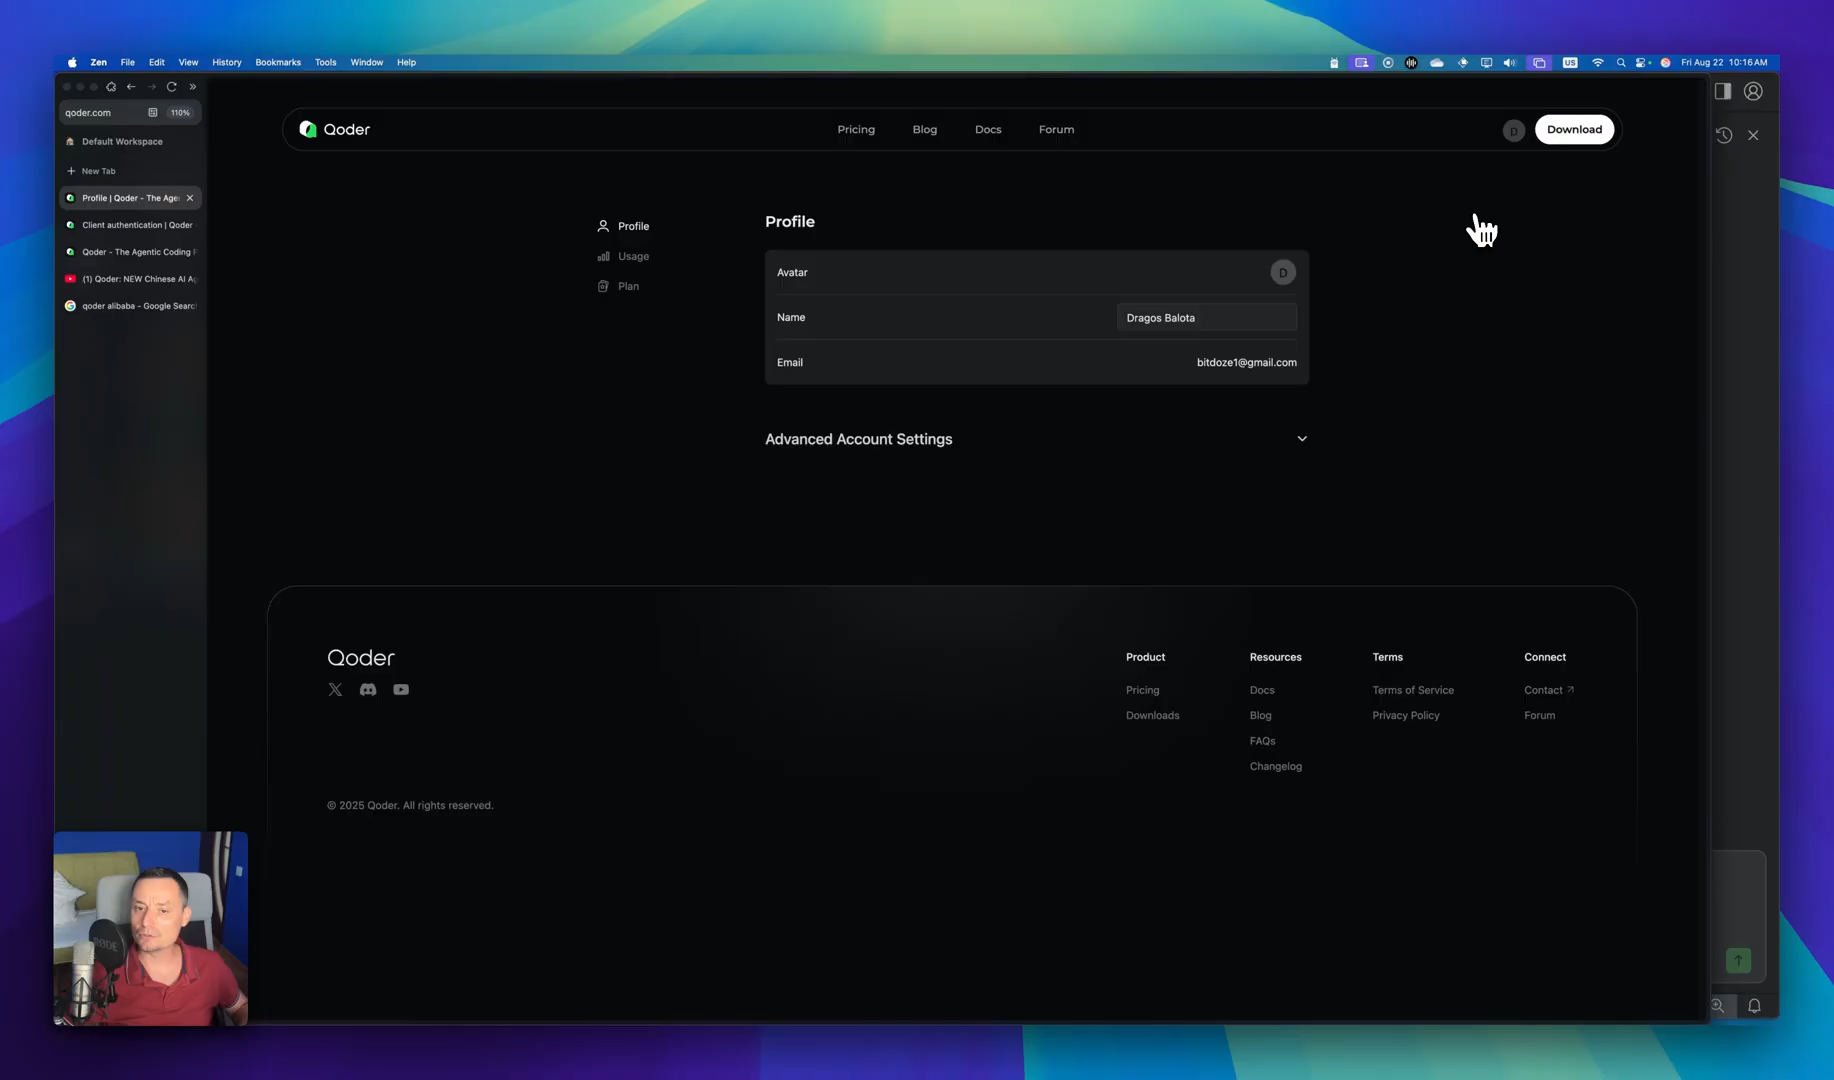 Zen File Edit View History Bookmarks Tools Window Help
US
Fri Aug 22 10:16 AM
qoder.com
110%
Default Workspace
New Tab
Profile | Qoder - The Age
Client authentication | Qoder
Qoder - The Agentic Coding
(1) Qoder: NEW Chinese AI Ag
qoder alibaba - Google Searc
Qoder
Pricing
Blog
Docs
Forum
D
Download
Profile
Usage
Plan
Profile
Avatar
D
Name
Dragos Balota
Email
bitdoze1@gmail.com
Advanced Account Settings
Qoder
Product
Pricing
Downloads
Resources
Docs
Blog
FAQs
Changelog
Terms
Terms of Service
Privacy Policy
Connect
Contact
Forum
© 2025 Qoder. All rights reserved.
RØDE